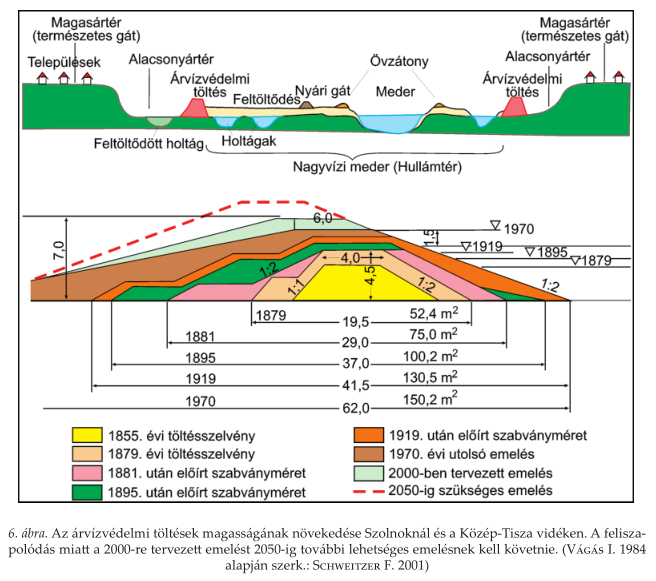 Magasártér
(természetes gát)
Települések
Alacsonyártér
Árvízvédelmi
töltés
Feltöltődés
Nyári gát
Övzátony
Meder
Alacsonyártér
Árvízvédelmi
töltés
Magasártér
(természetes gát)
Feltöltődött holtág
Holtágak
Nagyvízi meder (Hullámtér)
6,0
7,0
1970
1,5
1919
1895
1879
1:2
4,0
4,5
1:1
1:2
1:2
1879
19,5
52,4 m²
1881
29,0
75,0 m²
1895
37,0
100,2 m²
1919
41,5
130,5 m²
1970
62,0
150,2 m²
1855. évi töltésszelvény
1879. évi töltésszelvény
1881. után előírt szabványméret
1895. után előírt szabványméret
1919. után előírt szabványméret
1970. évi utolsó emelés
2000-ben tervezett emelés
2050-ig szükséges emelés
6. ábra. Az árvízvédelmi töltések magasságának növekedése Szolnoknál és a Közép-Tisza vidéken. A felisza-
polódás miatt a 2000-re tervezett emelést 2050-ig további lehetséges emelésnek kell követnie. (VÁGÁS I. 1984
alapján szerk.: SCHWEITZER F. 2001)